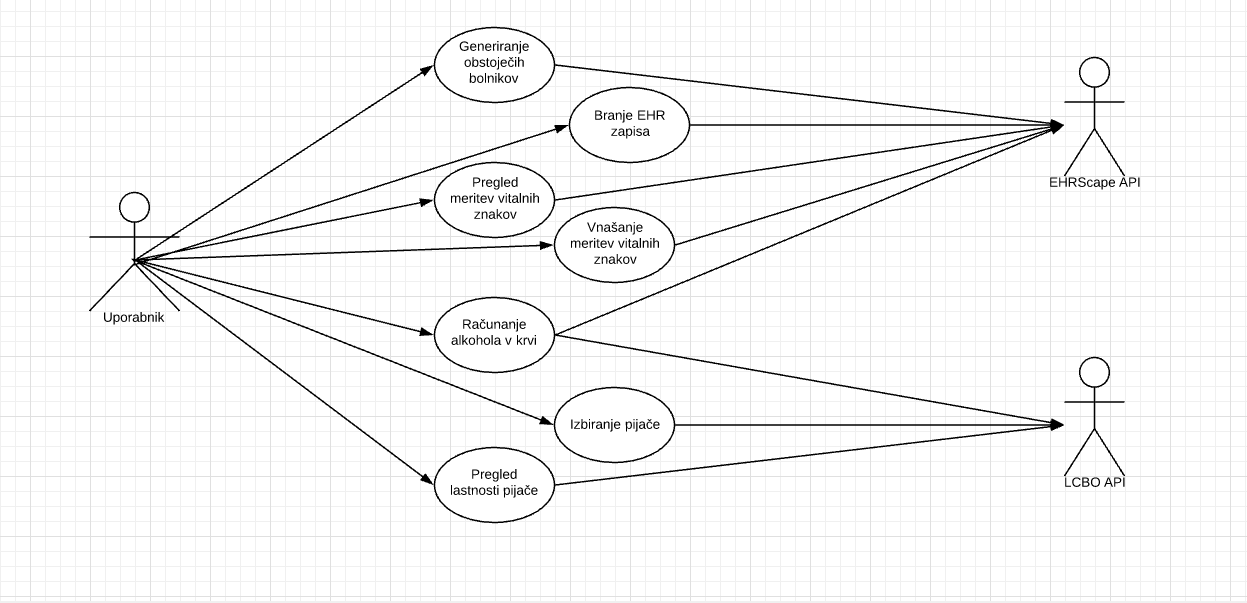 Generiranje
obstoječih
bolnikov
Branje EHR
zapisa
Pregled
meritev vitalnih
znakov
Vnašanje
meritev vitalnih
znakov
EHRScape API
Uporabnik
Računanje
alkohola v krvi
Izbiranje pijače
Pregled
lastnosti pijače
LCBO API